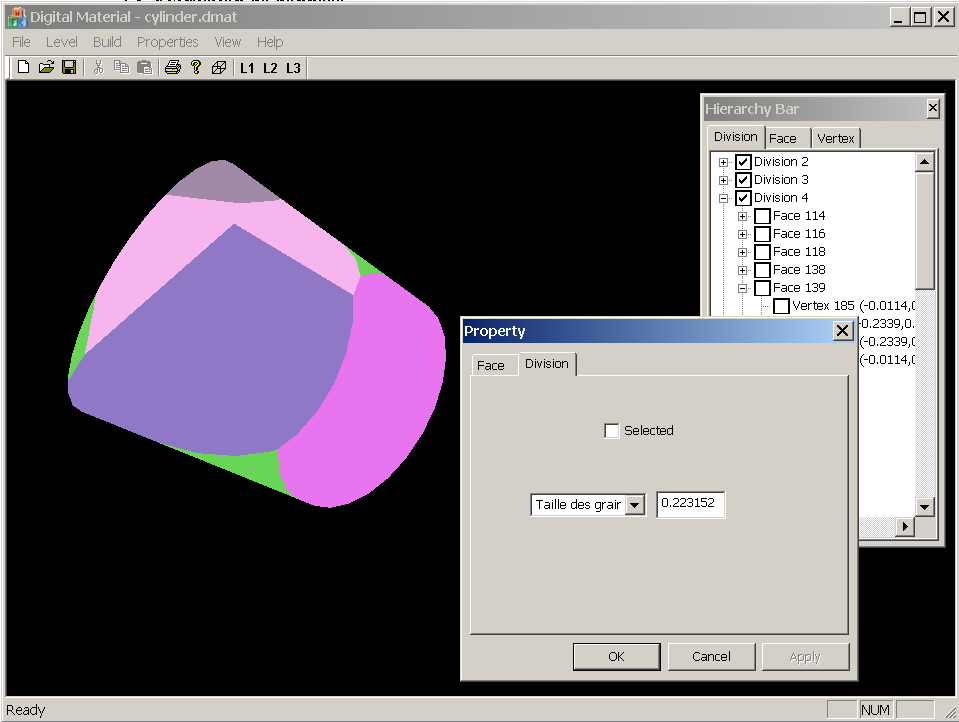 Digital Material - cylinder.dmat
File Level Build Properties View Help
L1 L2 L3
Hierarchy Bar
Division Face Vertex
Division 2
Division 3
Division 4
Face 114
Face 116
Face 118
Face 138
Face 139
Vertex 185 (-0.0114,0
-0.2339,0.
(-0.2339,0
(-0.0114,0
Property
Face Division
Selected
Taille des grair 0.223152
OK Cancel Apply
Ready NUM